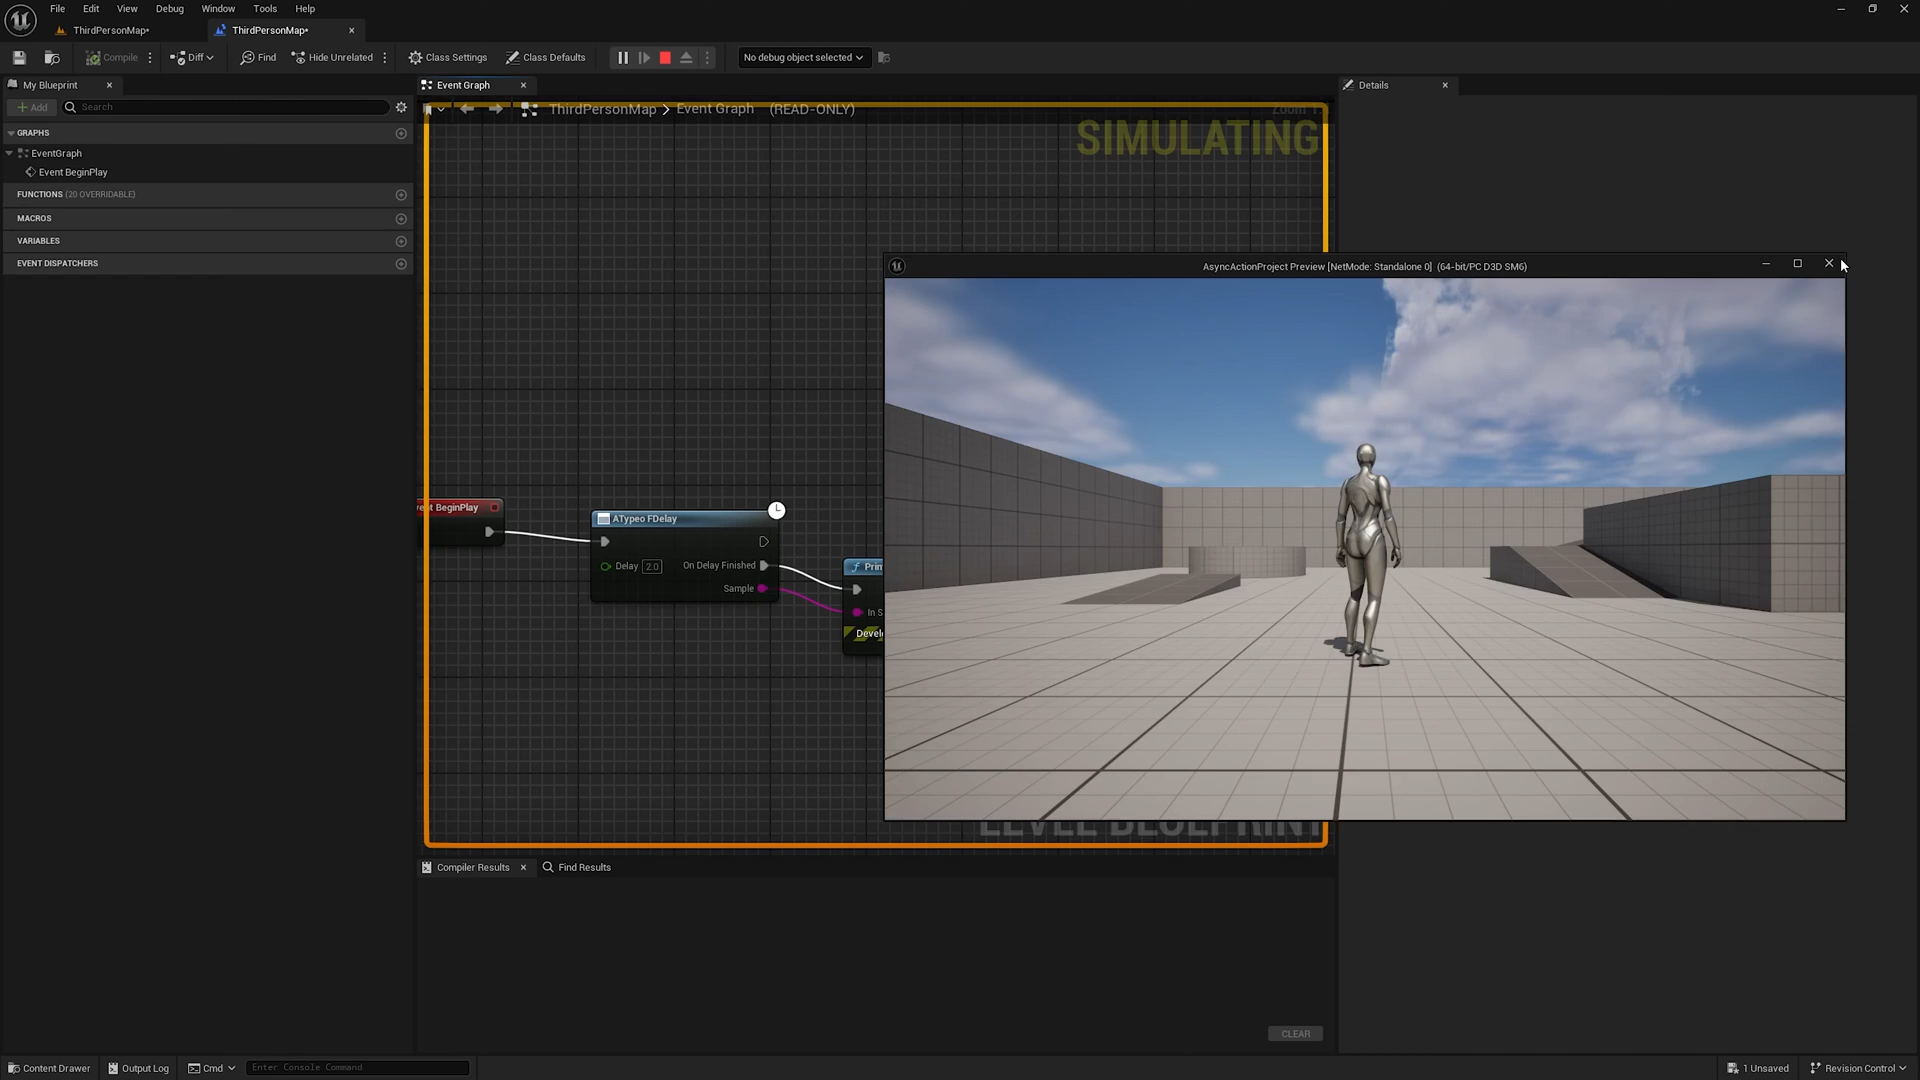 File Edit View Debug Window Tools Help
ThirdPersonMap*
ThirdPersonMap*
Compile
Diff
Find
Hide Unrelated
Class Settings
Class Defaults
No debug object selected
My Blueprint
Event Graph
Details
Add
Search
ThirdPersonMap > Event Graph (READ-ONLY)
SIMULATING
GRAPHS
EventGraph
Event BeginPlay
FUNCTIONS (20 OVERRIDABLE)
MACROS
VARIABLES
EVENT DISPATCHERS
AsyncActionProject Preview [NetMode: Standalone 0] (64-bit/PC D3D SM6)
BeginPlay
ATypeo FDelay
Delay 2.0
On Delay Finished
Sample
In S
LEVEL BLUEPRINT
Compiler Results
Find Results
CLEAR
Content Drawer
Output Log
Cmd
Enter Console Command
1 Unsaved
Revision Control